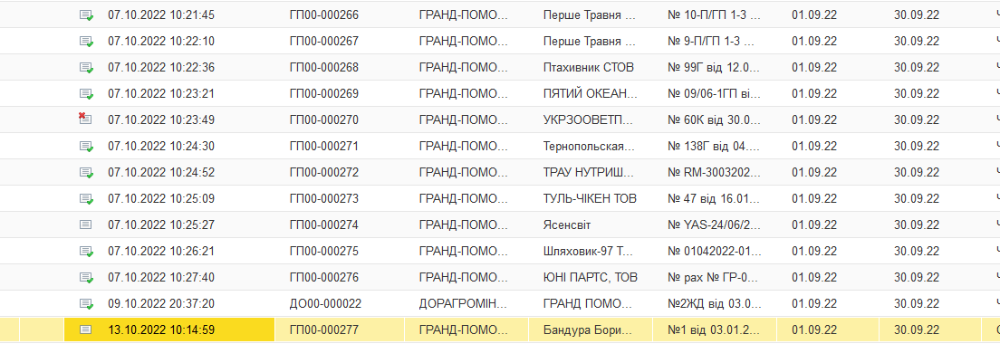 07.10.2022 10:21:45 ГП00-000266 ГРАНД-ПОМО... Перше Травня ... № 10-П/ГП 1-3 ... 01.09.22 30.09.22
07.10.2022 10:22:10 ГП00-000267 ГРАНД-ПОМО... Перше Травня ... № 9-П/ГП 1-3 ... 01.09.22 30.09.22
07.10.2022 10:22:36 ГП00-000268 ГРАНД-ПОМО... Птахивник СТОВ № 99Г від 12.0... 01.09.22 30.09.22
07.10.2022 10:23:21 ГП00-000269 ГРАНД-ПОМО... ПЯТИЙ ОКЕАН... № 09/06-1ГП ві... 01.09.22 30.09.22
07.10.2022 10:23:49 ГП00-000270 ГРАНД-ПОМО... УКРЗООВЕТП... № 60К від 30.0... 01.09.22 30.09.22
07.10.2022 10:24:30 ГП00-000271 ГРАНД-ПОМО... Тернопольская... № 138Г від 04.... 01.09.22 30.09.22
07.10.2022 10:24:52 ГП00-000272 ГРАНД-ПОМО... ТРАУ НУТРИШ... № RM-3003202... 01.09.22 30.09.22
07.10.2022 10:25:09 ГП00-000273 ГРАНД-ПОМО... ТУЛЬ-ЧІКЕН ТОВ № 47 від 16.01... 01.09.22 30.09.22
07.10.2022 10:25:27 ГП00-000274 ГРАНД-ПОМО... Ясенсвіт № YAS-24/06/2... 01.09.22 30.09.22
07.10.2022 10:26:21 ГП00-000275 ГРАНД-ПОМО... Шляховик-97 Т... № 01042022-01... 01.09.22 30.09.22
07.10.2022 10:27:40 ГП00-000276 ГРАНД-ПОМО... ЮНІ ПАРТС, ТОВ № рах № ГР-0... 01.09.22 30.09.22
09.10.2022 20:37:20 ДО00-000022 ДОРАГРОМІН... ГРАНД ПОМО... №2ЖД від 03.0... 01.09.22 30.09.22
13.10.2022 10:14:59 ГП00-000277 ГРАНД-ПОМО... Бандура Бори... №1 від 03.01.2... 01.09.22 30.09.22